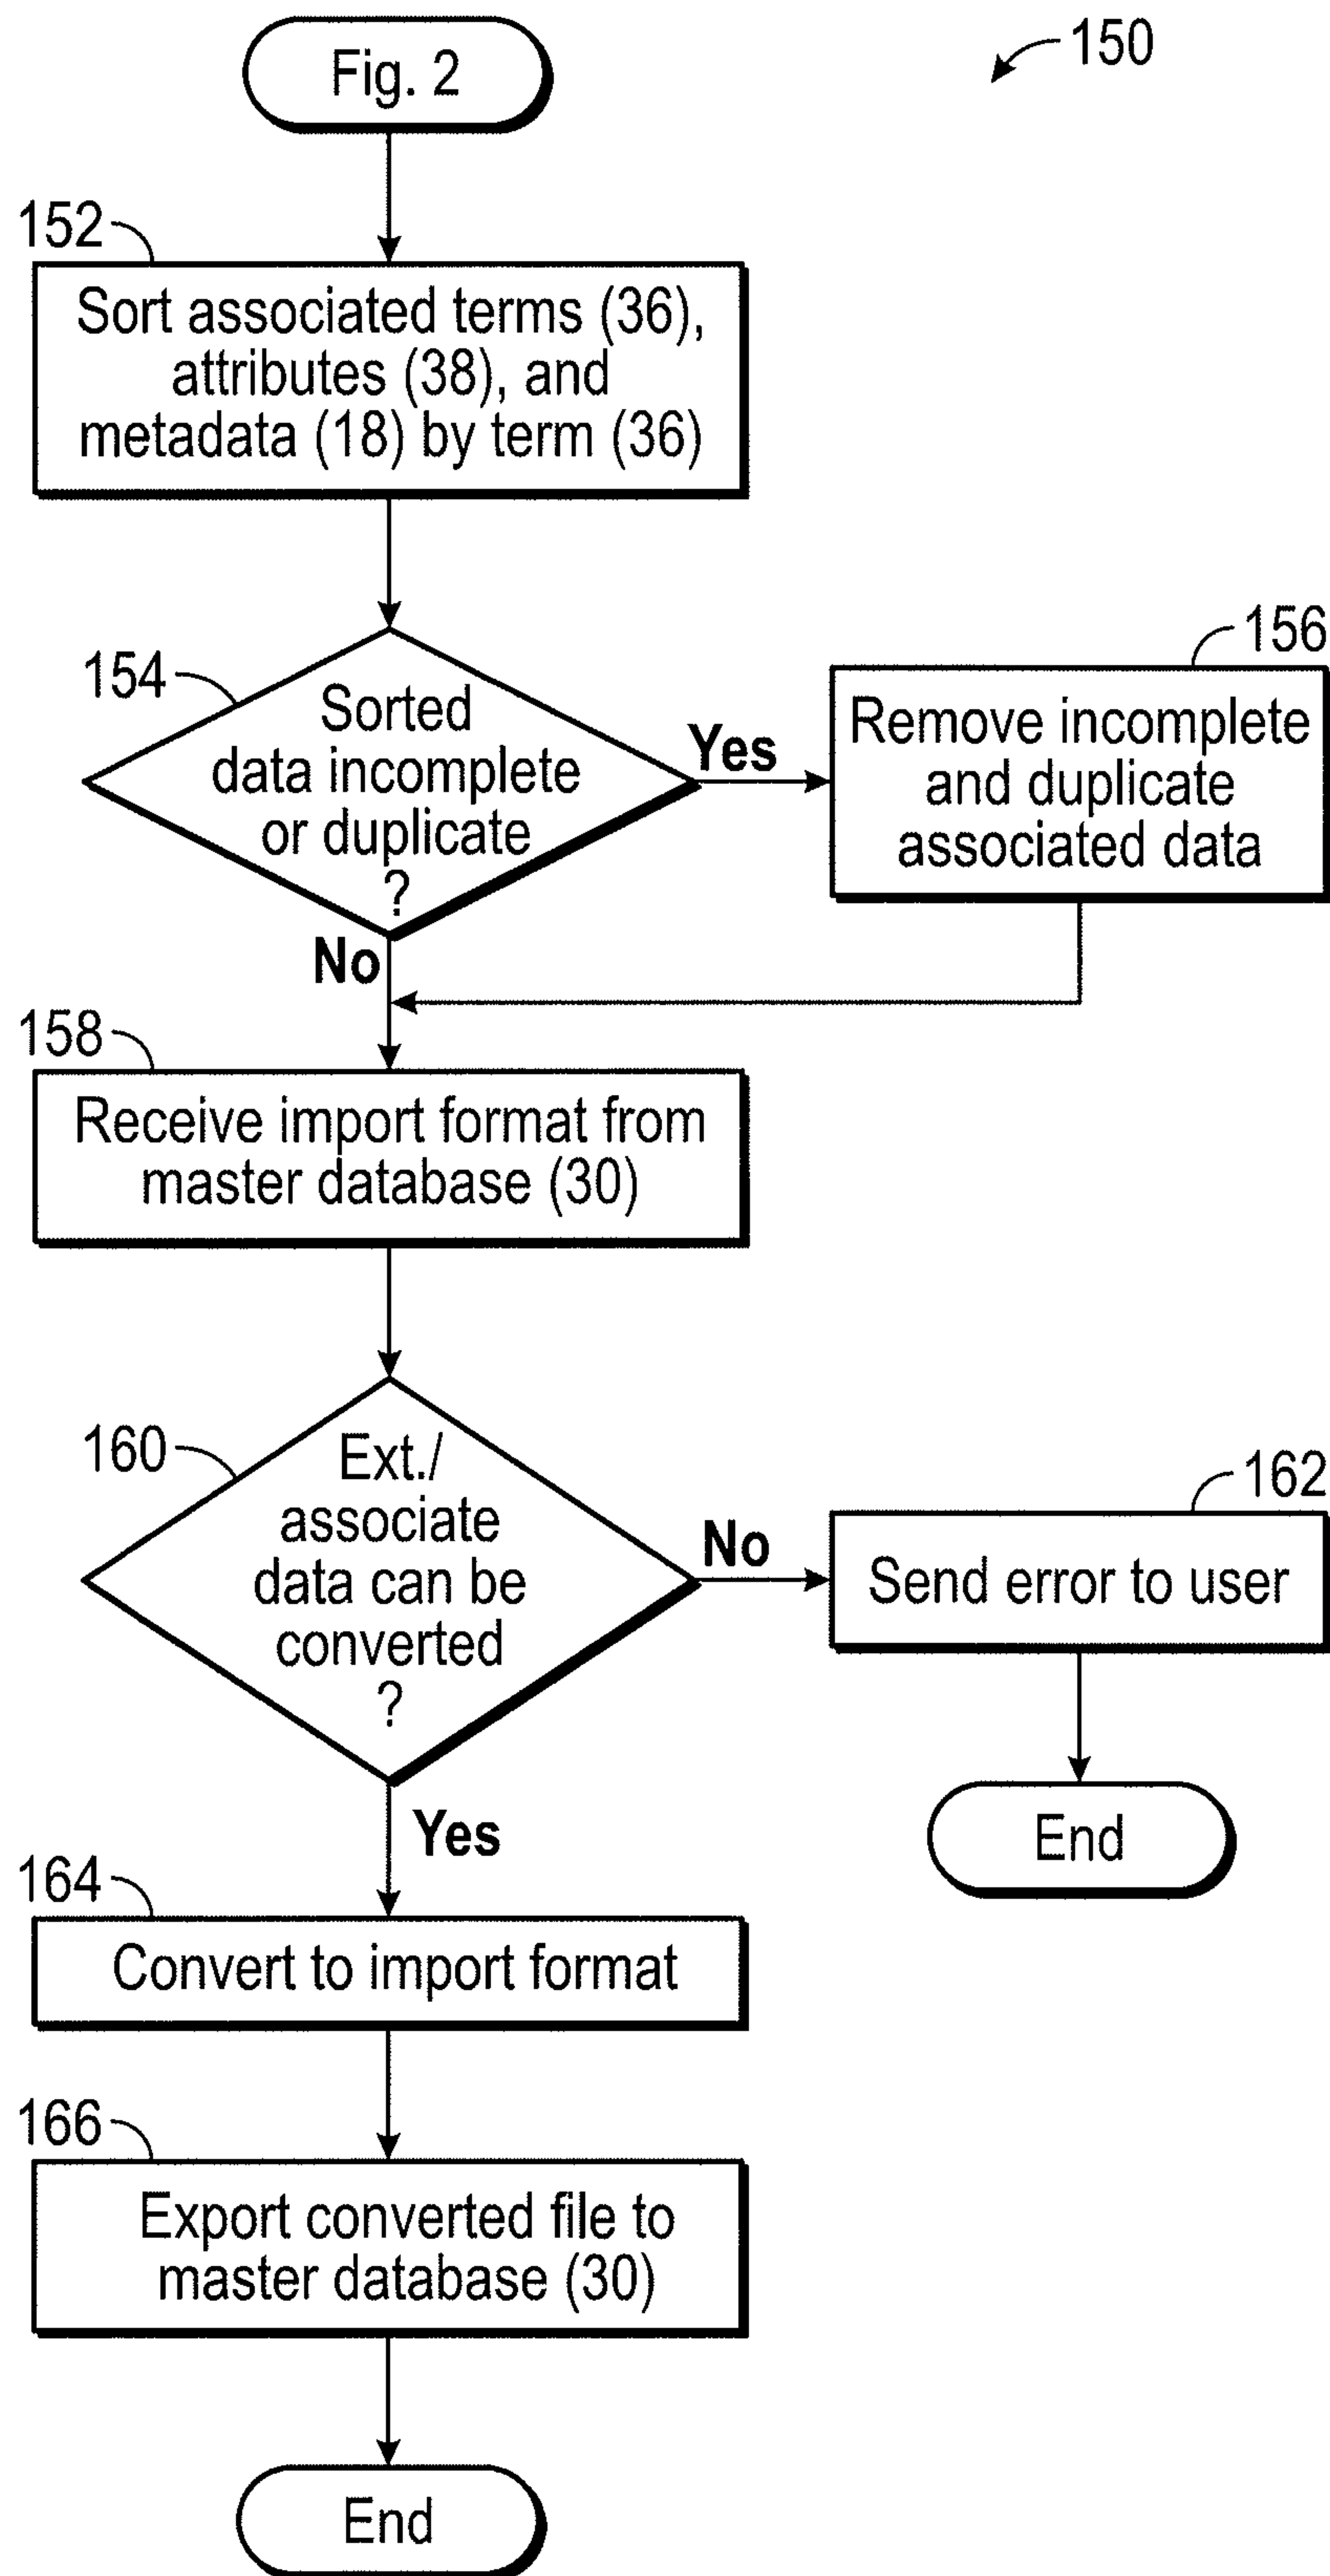 Fig. 2
150
152
Sort associated terms (36),
attributes (38), and
metadata (18) by term (36)
154
Sorted
data incomplete
or duplicate
?
Yes
156
Remove incomplete
and duplicate
associated data
No
158
Receive import format from
master database (30)
160
Ext./
associate
data can be
converted
?
No
162
Send error to user
End
Yes
164
Convert to import format
166
Export converted file to
master database (30)
End